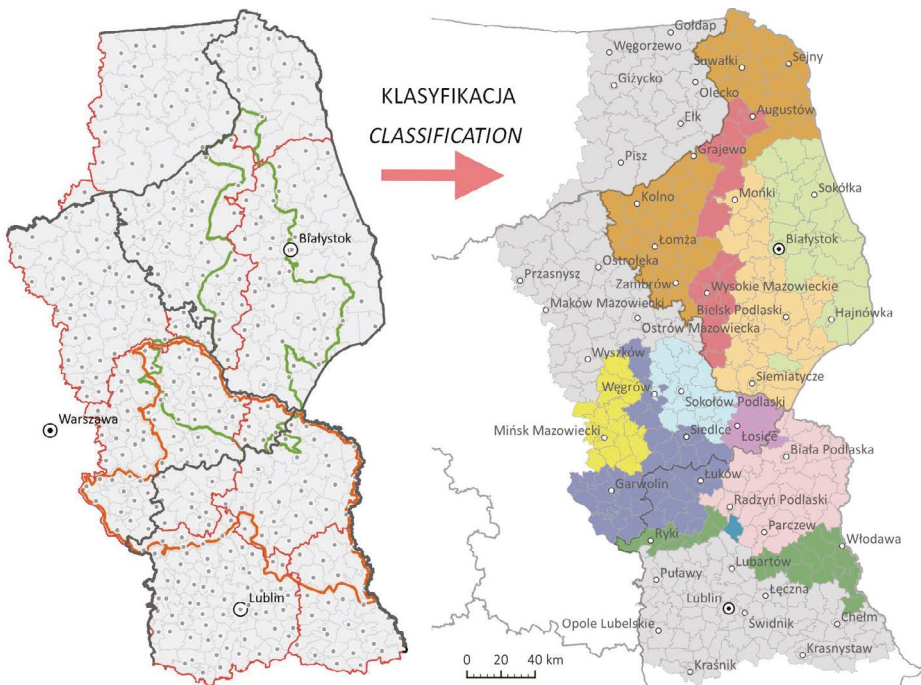 Białystok
Warszawa
Lublin
KLASYFIKACJA
CLASSIFICATION
Gołdap
Węgorzewo
Sejny
Suwałki
Giżycko
Olecko
Augustów
Ełk
Grajewo
Pisz
Mońki
Sokółka
Kolno
Białystok
Łomża
Ostrołęka
Przasnysz
Zambrów
Wysokie Mazowieckie
Maków Mazowiecki
Bielsk Podlaski
Hajnówka
Ostrów Mazowiecka
Wyszków
Siemiatycze
Węgrów
Sokołów Podlaski
Mińsk Mazowiecki
Siedlce
Łosice
Biała Podlaska
Łuków
Garwolin
Radzyń Podlaski
Parczew
Ryki
Włodawa
Lubartów
Puławy
Łęczna
Lublin
Świdnik
Chełm
Opole Lubelskie
Krasnystaw
Kraśnik
0 20 40 km